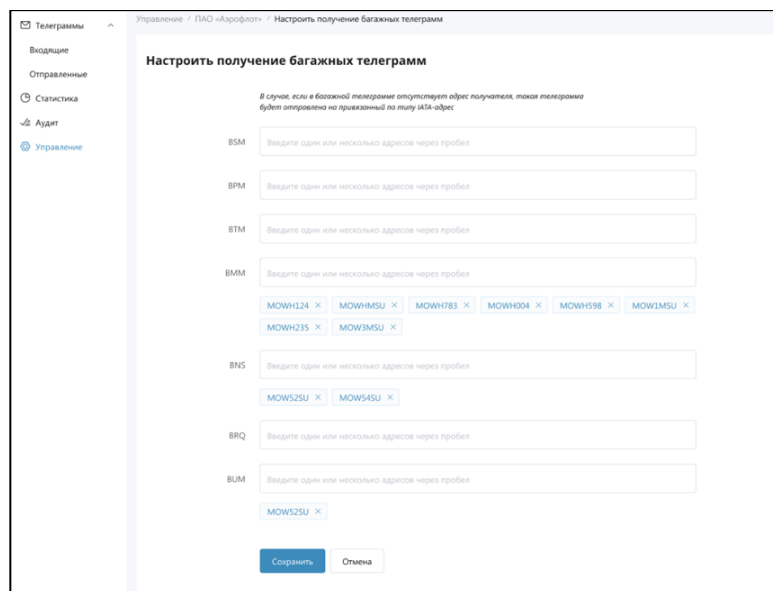 Телеграммы
Входящие
Отправленные
Статистика
Аудит
Управление
Управление / ПАО «Аэрофлот» / Настроить получение багажных телеграмм
Настроить получение багажных телеграмм
В случае, если в багажной телеграмме отсутствует адрес получателя, такая телеграмма
будет отправлена на привязанный по типу IATA-адрес
BSM Введите один или несколько адресов через пробел
BPM Введите один или несколько адресов через пробел
BTM Введите один или несколько адресов через пробел
BMM Введите один или несколько адресов через пробел
MOWH124 × MOWHMSU × MOWH783 × MOWH004 × MOWH598 × MOW1MSU ×
MOWH235 × MOW3MSU ×
BNS Введите один или несколько адресов через пробел
MOWS2SU × MOWS4SU ×
BRQ Введите один или несколько адресов через пробел
BUM Введите один или несколько адресов через пробел
MOWS2SU ×
Сохранить Отмена